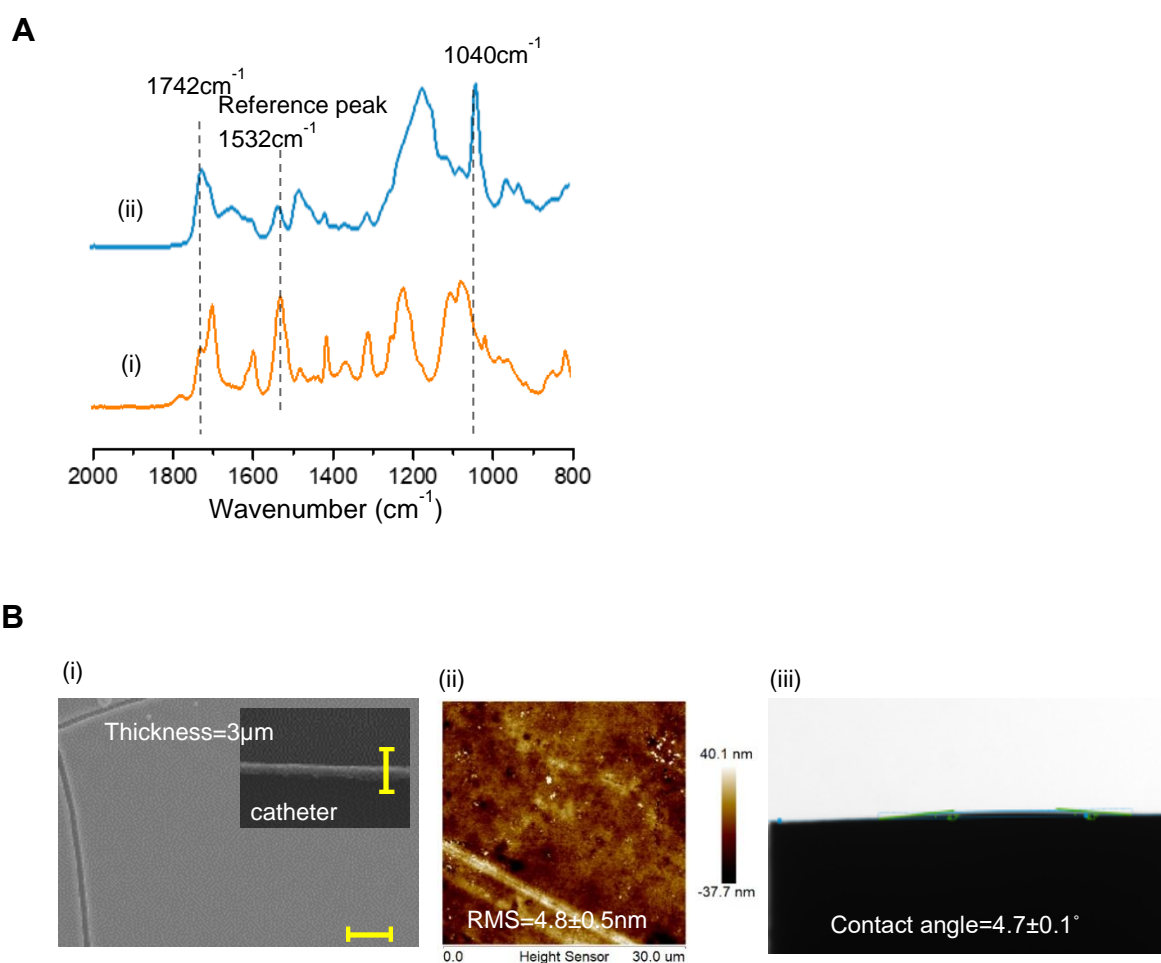 A
1040cm-1
1742cm-1
Reference peak
1532cm-1
(ii)
(i)
2000 1800 1600 1400 1200 1000 800
Wavenumber (cm-1)
B
(i)
(ii)
(iii)
Thickness=3μm
catheter
40.1 nm
-37.7 nm
RMS=4.8±0.5nm
0.0 Height Sensor 30.0 um
Contact angle=4.7±0.1°